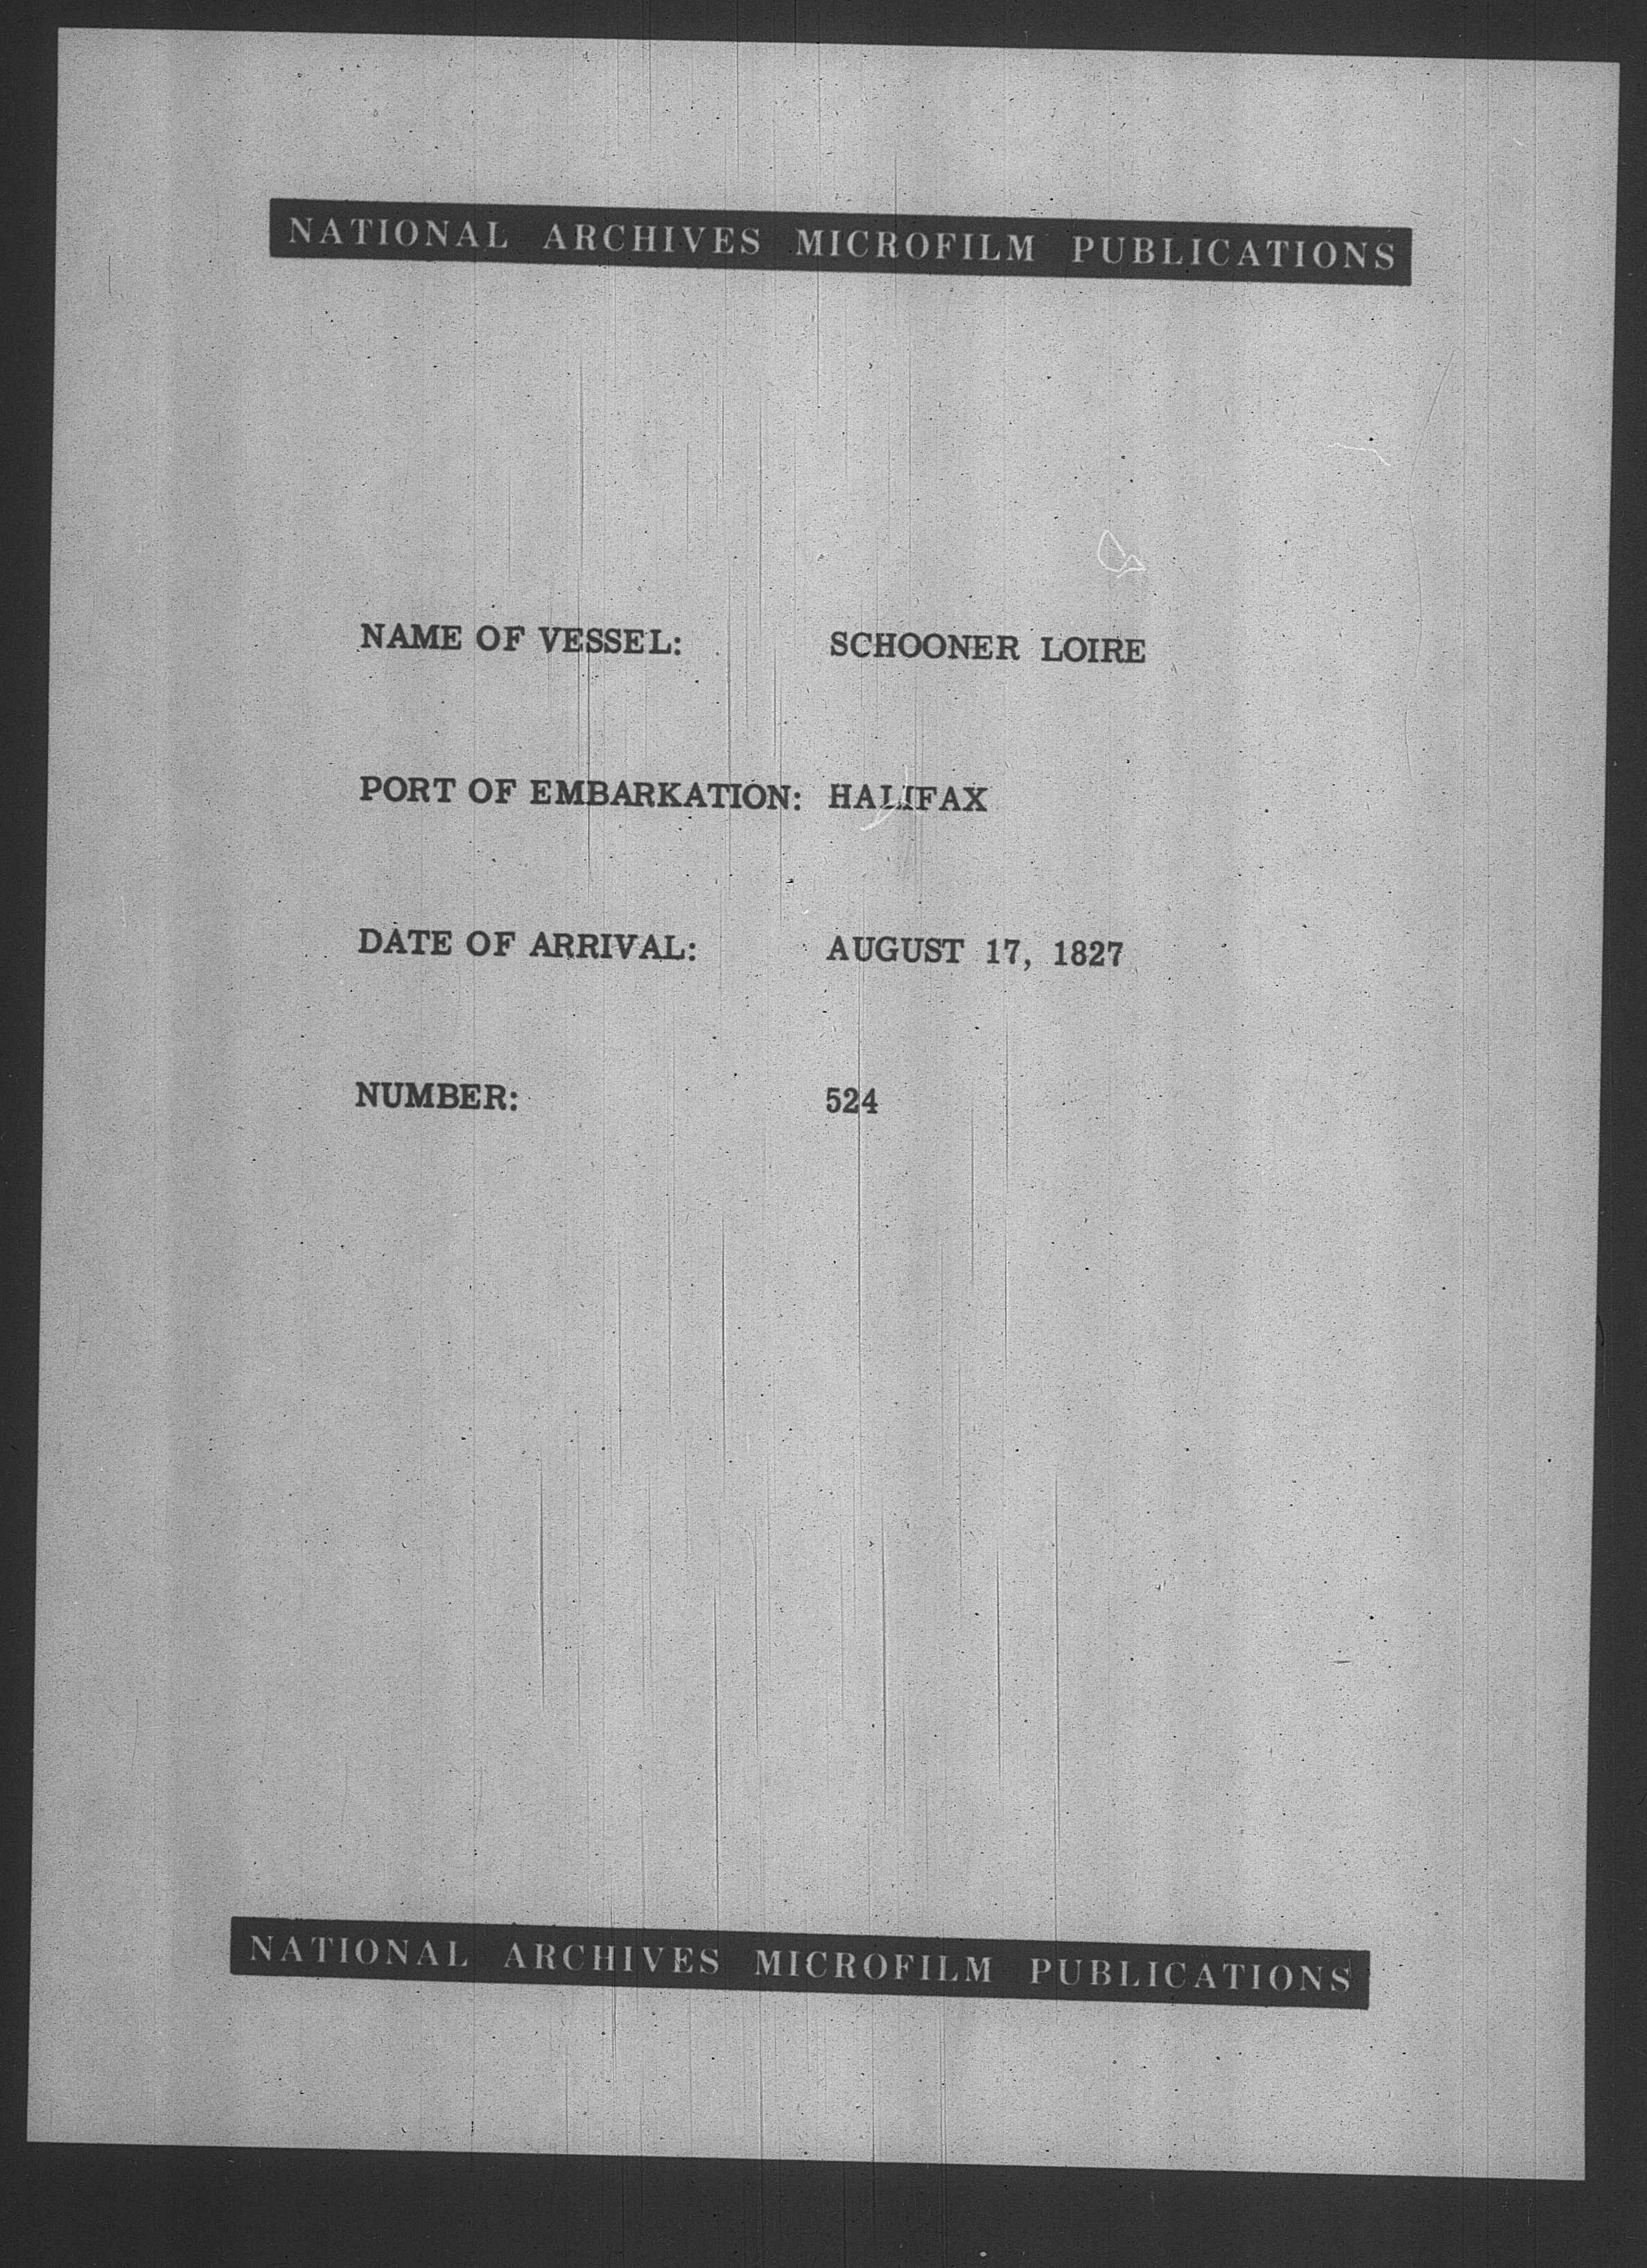 NATIONAL ARCHIVES MICROFILM PUBLICATIONS
NAME OF VESSEL: SCHOONER LOIRE
PORT OF EMBARKATION: HALIFAX
DATE OF ARRIVAL: AUGUST 17, 1827
NUMBER: 524
NATIONAL ARCHIVES MICROFILM PUBLICATIONS